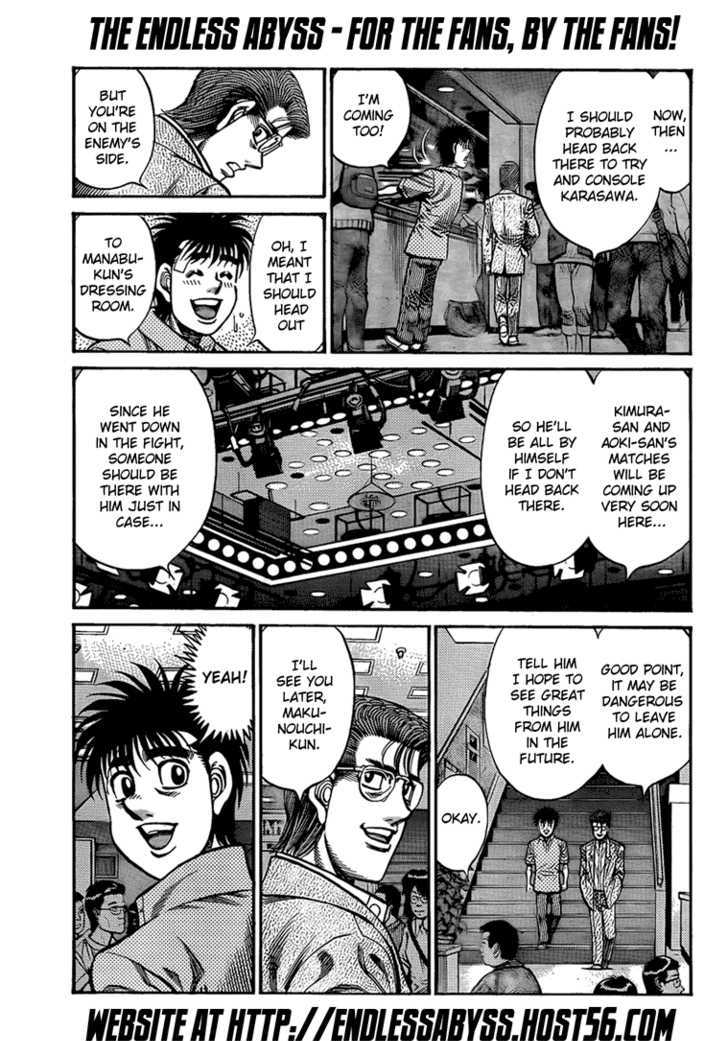 THE ENDLESS ABYSS - FOR THE FANS, BY THE FANS!
NOW,
THEN
...
I SHOULD
PROBABLY
HEAD BACK
THERE TO TRY
AND CONSOLE
KARASAWA.
I'M
COMING
TOO!
BUT
YOU'RE
ON THE
ENEMY'S
SIDE.
OH, I
MEANT
THAT I
SHOULD
HEAD
OUT
TO
MANABU-
KUN'S
DRESSING
ROOM.
KIMURA-
SAN AND
AOKI-SAN'S
MATCHES
WILL BE
COMING UP
VERY SOON
HERE...
SO HE'LL
BE ALL BY
HIMSELF
IF I DON'T
HEAD BACK
THERE.
SINCE HE
WENT DOWN
IN THE FIGHT,
SOMEONE
SHOULD BE
THERE WITH
HIM JUST IN
CASE...
GOOD POINT,
IT MAY BE
DANGEROUS
TO LEAVE
HIM ALONE.
TELL HIM
I HOPE TO
SEE GREAT
THINGS
FROM HIM
IN THE
FUTURE.
OKAY.
I'LL
SEE YOU
LATER,
MAKU-
NOUCHI-
KUN.
YEAH!
WEBSITE AT HTTP://ENDLESSABYSS.HOST56.COM